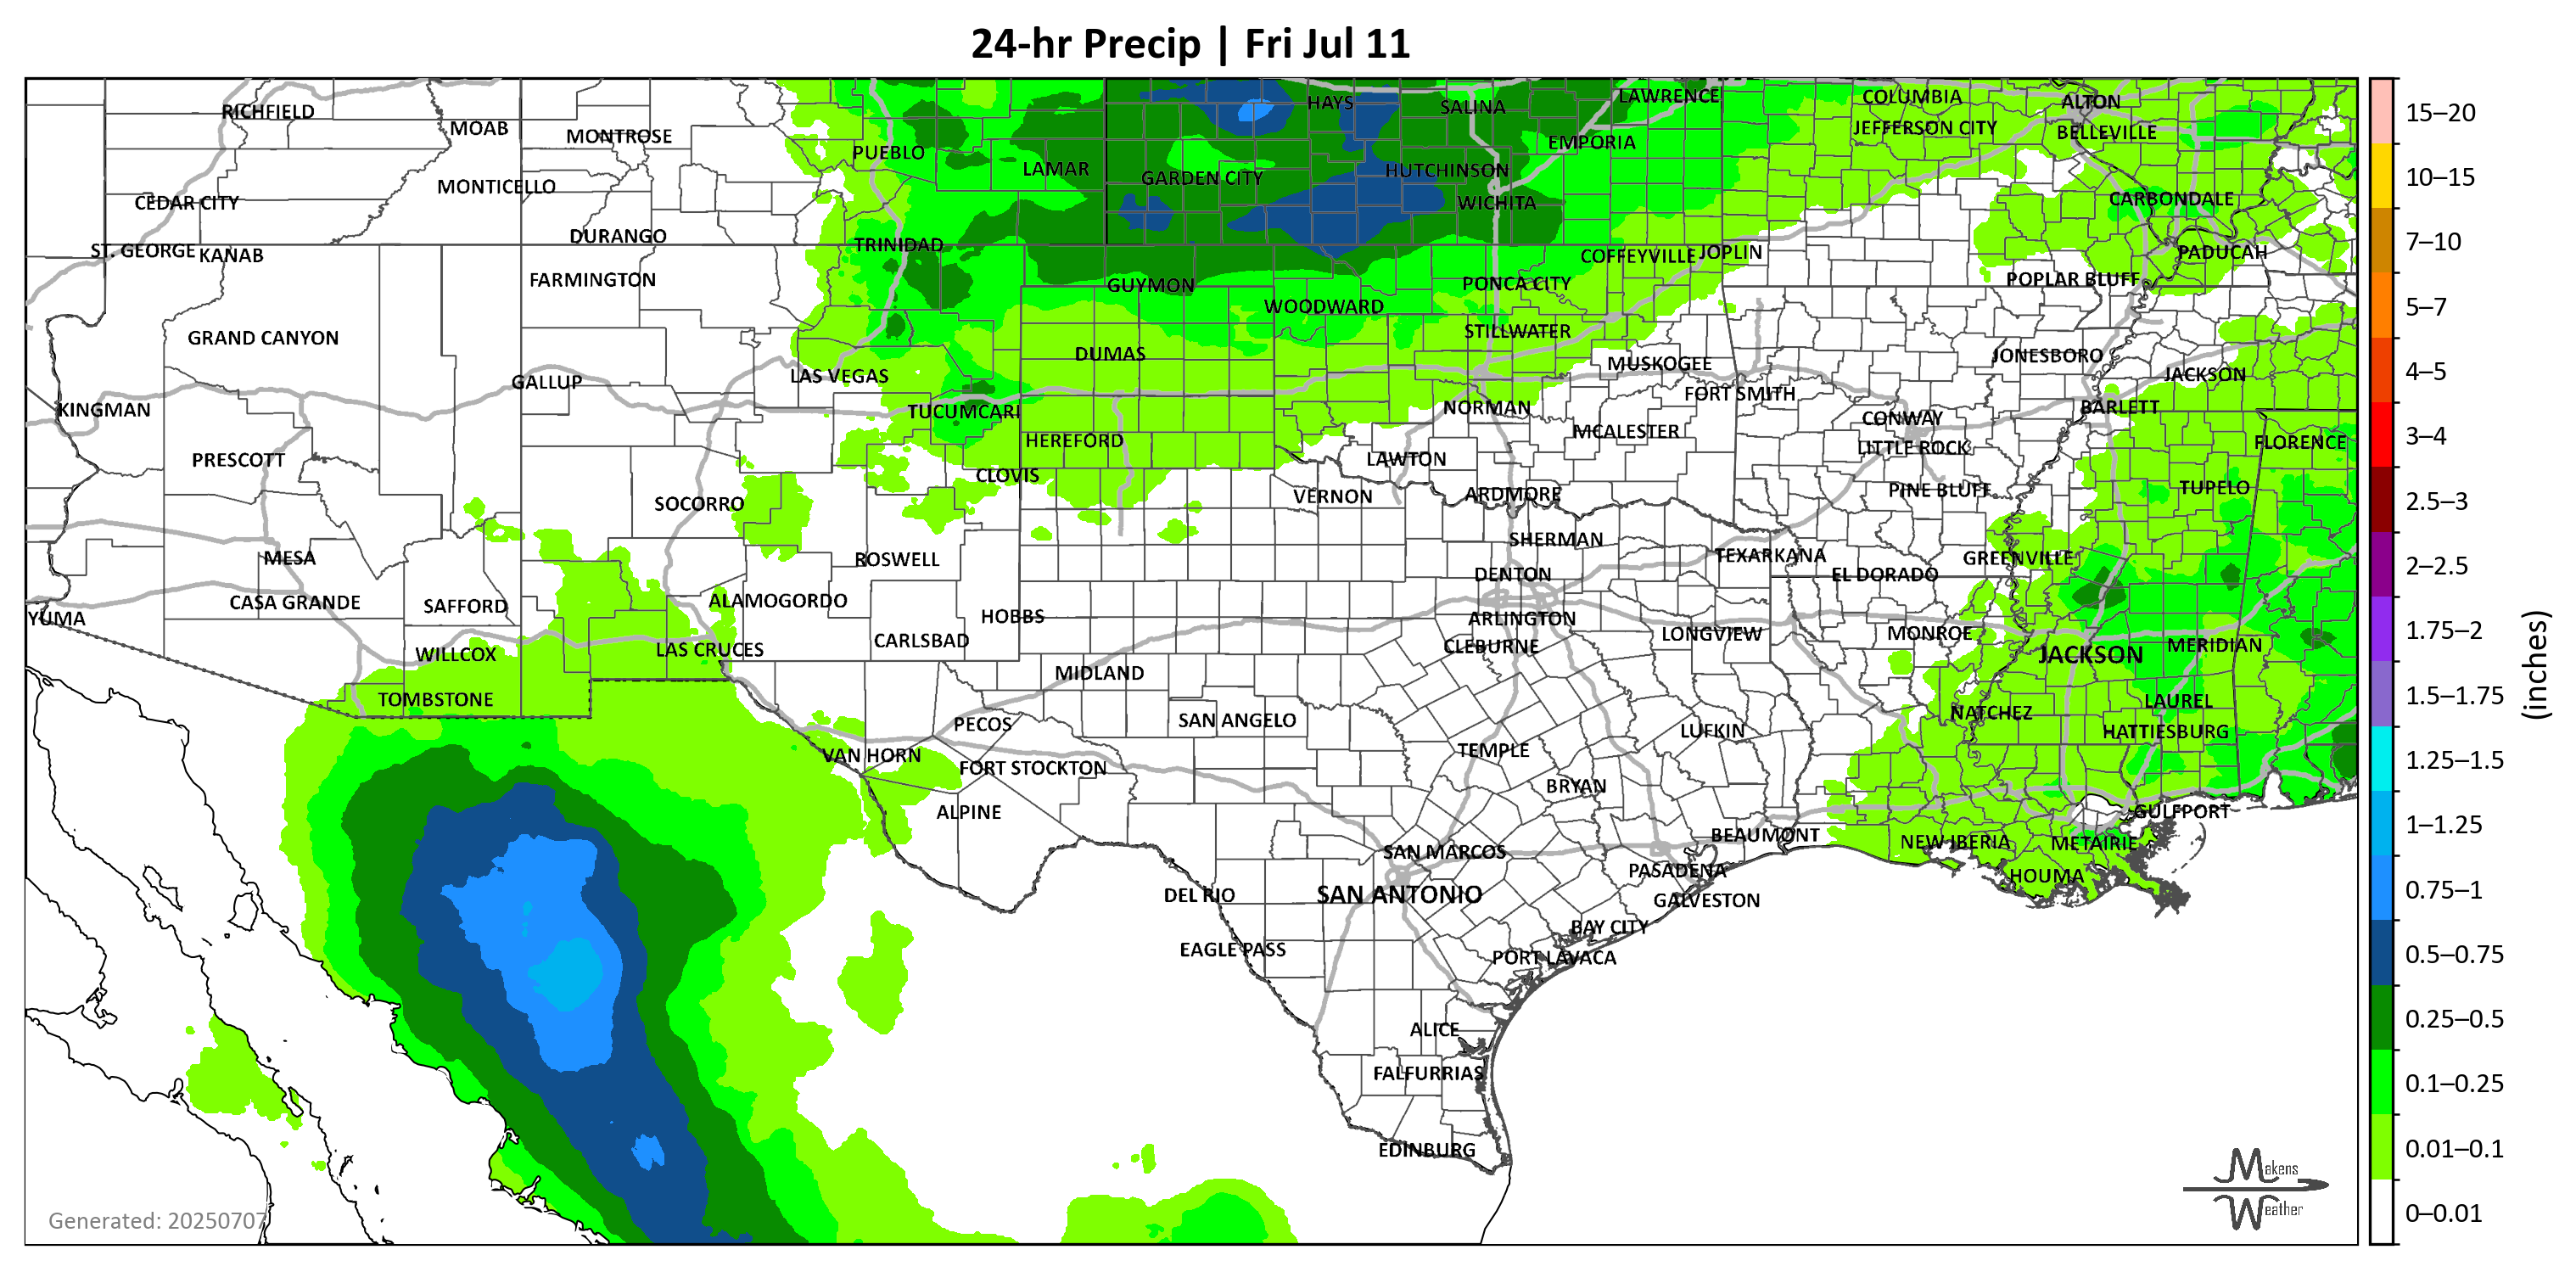 24-hr Precip | Fri Jul 11
RICHFIELD
MOAB
MONTROSE
PUEBLO
LAMAR
GARDEN CITY
HAYS
SALINA
HUTCHINSON
WICHITA
EMPORIA
LAWRENCE
COLUMBIA
JEFFERSON CITY
ALTON
BELLEVILLE
CEDAR CITY
MONTICELLO
CARBONDALE
ST. GEORGE
KANAB
DURANGO
TRINIDAD
FARMINGTON
GUYMON
WOODWARD
PONCA CITY
COFFEYVILLE
JOPLIN
POPLAR BLUFF
PADUCAH
GRAND CANYON
DUMAS
STILLWATER
MUSKOGEE
JONESBORO
JACKSON
KINGMAN
GALLUP
LAS VEGAS
TUCUMCARI
NORMAN
FORT SMITH
CONWAY
BARLETT
PRESCOTT
HEREFORD
CLOVIS
LAWTON
MCALESTER
LITTLE ROCK
FLORENCE
SOCORRO
VERNON
ARDMORE
PINE BLUFF
TUPELO
MESA
ROSWELL
SHERMAN
TEXARKANA
GREENVILLE
DENTON
EL DORADO
YUMA
CASA GRANDE
SAFFORD
ALAMOGORDO
HOBBS
ARLINGTON
CLEBURNE
LONGVIEW
MONROE
JACKSON
MERIDIAN
WILLCOX
LAS CRUCES
CARLSBAD
MIDLAND
TOMBSTONE
PECOS
SAN ANGELO
LUFKIN
NATCHEZ
LAUREL
HATTIESBURG
VAN HORN
FORT STOCKTON
TEMPLE
BRYAN
ALPINE
BEAUMONT
GULFPORT
SAN MARCOS
PASADENA
NEW IBERIA
METAIRIE
HOUMA
DEL RIO
SAN ANTONIO
GALVESTON
EAGLE PASS
BAY CITY
PORT LAVACA
ALICE
FALFURRIAS
EDINBURG
Generated: 20250707
Makens
Weather
15–20
10–15
7–10
5–7
4–5
3–4
2.5–3
2–2.5
1.75–2
1.5–1.75
1.25–1.5
1–1.25
0.75–1
0.5–0.75
0.25–0.5
0.1–0.25
0.01–0.1
0–0.01
(inches)